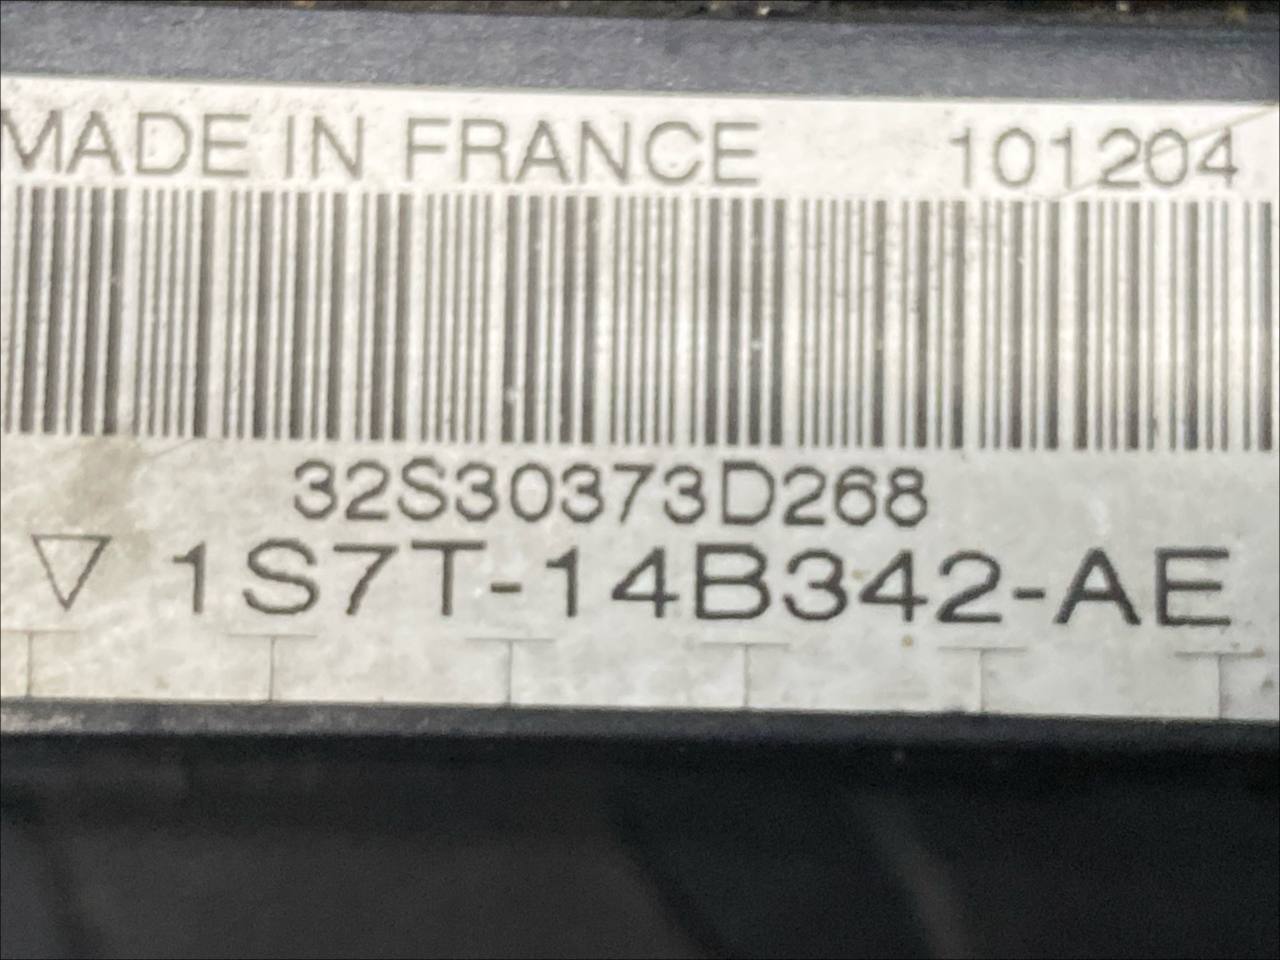 MADE IN FRANCE 101204
32S30373D268
▽ 1S7T-14B342-AE